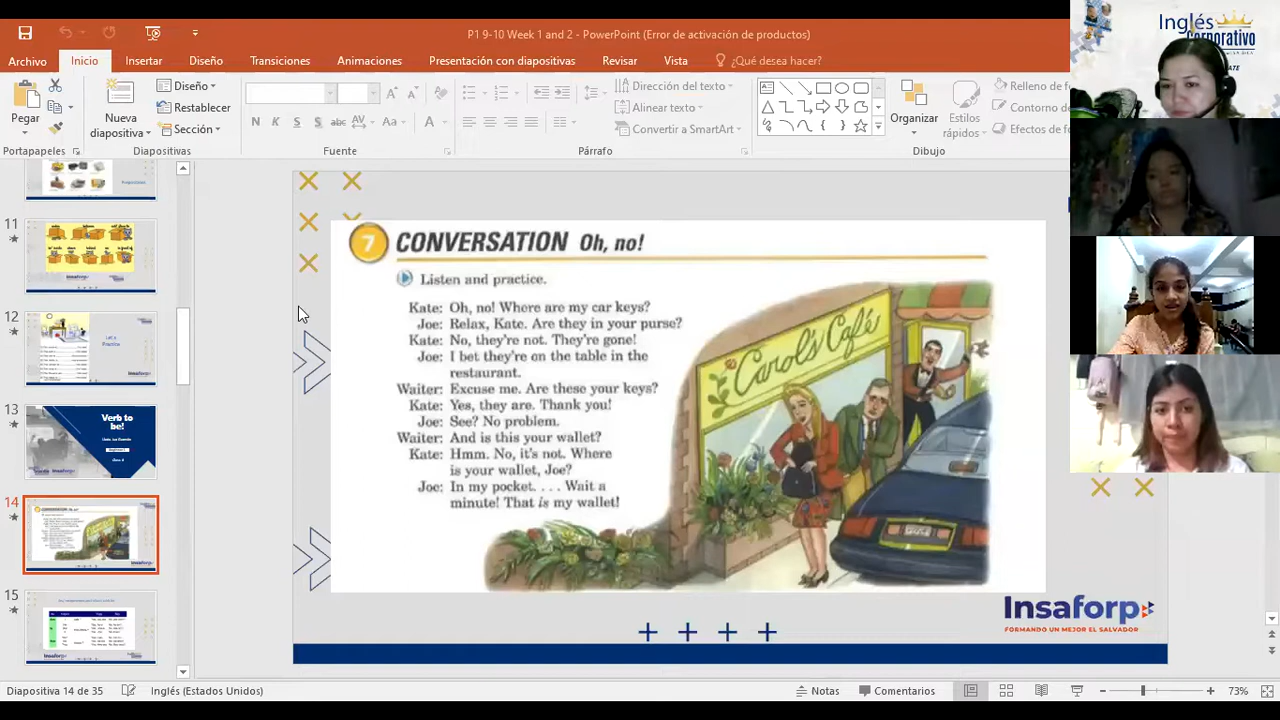 P1 9-10 Week 1 and 2 - PowerPoint (Error de activación de productos)
Archivo Inicio Insertar Diseño Transiciones Animaciones Presentación con diapositivas Revisar Vista ¿Qué desea hacer?
Pegar
Nueva diapositiva
Diseño
Restablecer
Sección
N K S S abc AV Aa A
Dirección del texto
Alinear texto
Convertir a SmartArt
Organizar
Estilos rápidos
Relleno de
Contorno de
Efectos de fo
Portapapeles Diapositivas Fuente Párrafo Dibujo
Inglés
Corporativo
11
12
Let's
Practice
13
Verb to
be!
14
15
7 CONVERSATION Oh, no!
Listen and practice.
Kate: Oh, no! Where are my car keys?
Joe: Relax, Kate. Are they in your purse?
Kate: No, they're not. They're gone!
Joe: I bet they're on the table in the
restaurant.
Waiter: Excuse me. Are these your keys?
Kate: Yes, they are. Thank you!
Joe: See? No problem.
Waiter: And is this your wallet?
Kate: Hmm. No, it's not. Where
is your wallet, Joe?
Joe: In my pocket. . . . Wait a
minute! That is my wallet!
Carol's Café
Insaforp
FORMANDO UN MEJOR EL SALVADOR
Diapositiva 14 de 35 Inglés (Estados Unidos) Notas Comentarios 73%